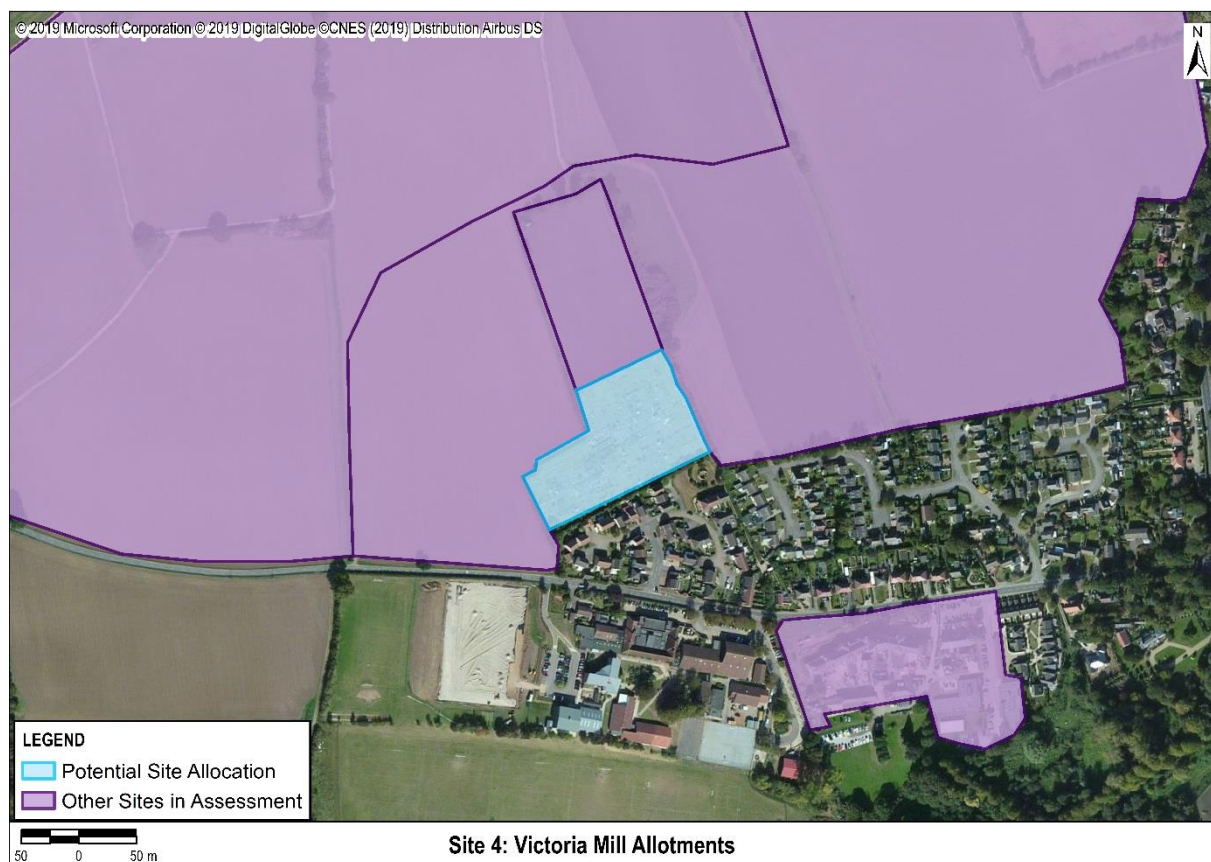 © 2019 Microsoft Corporation © 2019 DigitalGlobe ©CNES (2019) Distribution Airbus DS
N
LEGEND
Potential Site Allocation
Other Sites in Assessment
50 0 50 m
Site 4: Victoria Mill Allotments